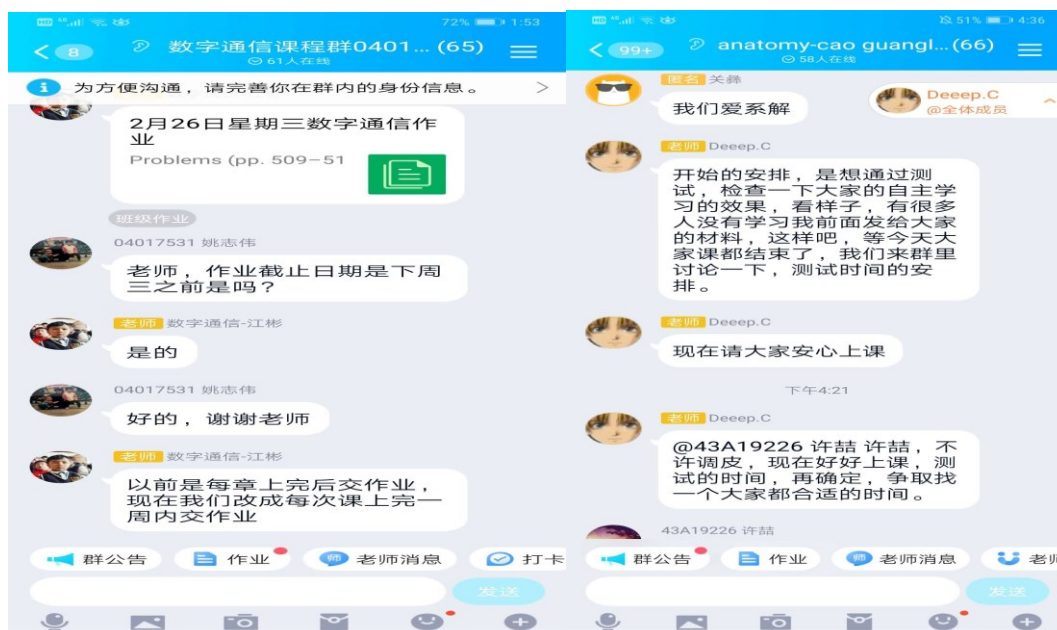 72% 1:53
8
数字通信课程群0401... (65)
61人在线
为方便沟通，请完善你在群内的身份信息。
2月26日星期三数字通信作
业
Problems (pp. 509–51
班级作业
04017531 姚志伟
老师，作业截止日期是下周
三之前是吗？
老师 数字通信-江彬
是的
04017531 姚志伟
好的，谢谢老师
老师 数字通信-江彬
以前是每章上完后交作业，
现在我们改成每次课上完一
周内交作业
群公告
作业
老师消息
打卡
发送
51% 4:36
99+
anatomy-cao guangl...(66)
58人在线
匿名 关彝
我们爱系解
Deeep.C
@全体成员
老师 Deeep.C
开始的安排，是想通过测
试，检查一下大家的自主学
习的效果，看样子，有很多
人没有学习我前面发给大家
的材料，这样吧，等今天大
家课都结束了，我们来群里
讨论一下，测试时间的安
排。
老师 Deeep.C
现在请大家安心上课
下午4:21
老师 Deeep.C
@43A19226 许喆 许喆，不
许调皮，现在好好上课，测
试的时间，再确定，争取找
一个大家都合适的时间。
43A19226 许喆
群公告
作业
老师消息
发送